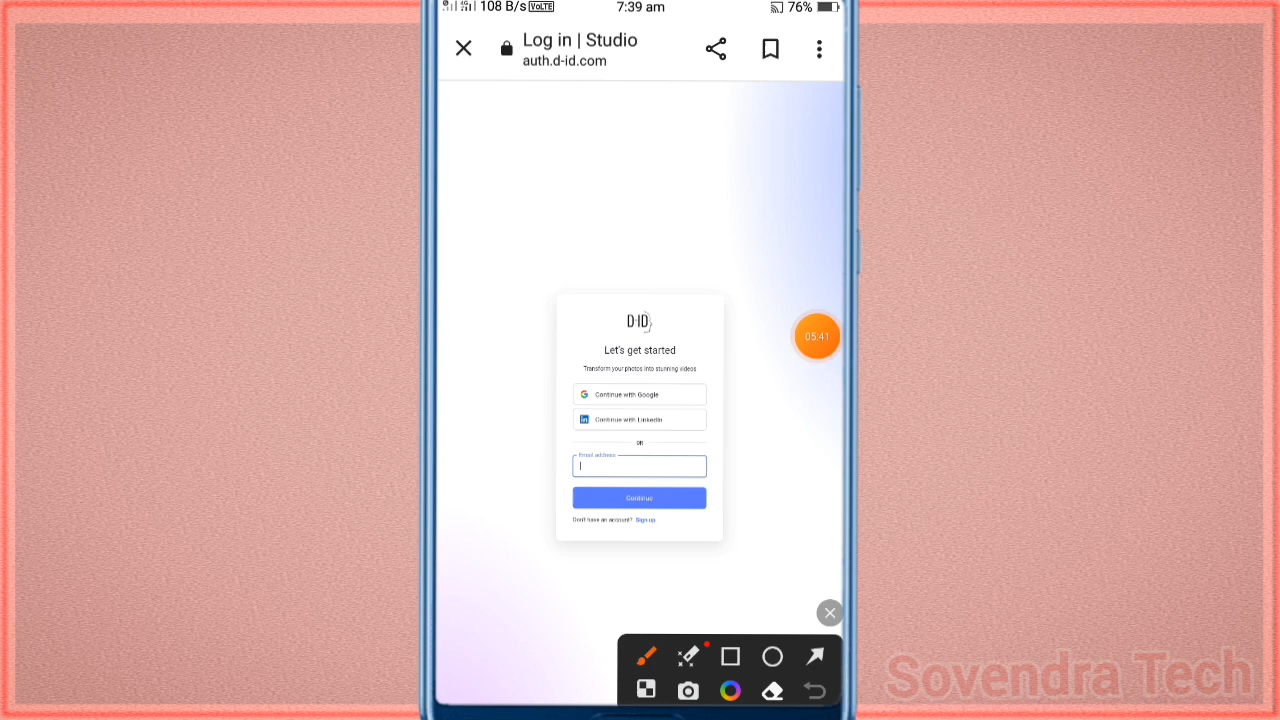 108 B/s VoLTE 7:39 am 76%
Log in | Studio
auth.d-id.com
D-ID
Let's get started
Transform your photos into stunning videos
Continue with Google
Continue with LinkedIn
OR
Email address
Continue
Don't have an account? Sign up
05:41
Sovendra Tech